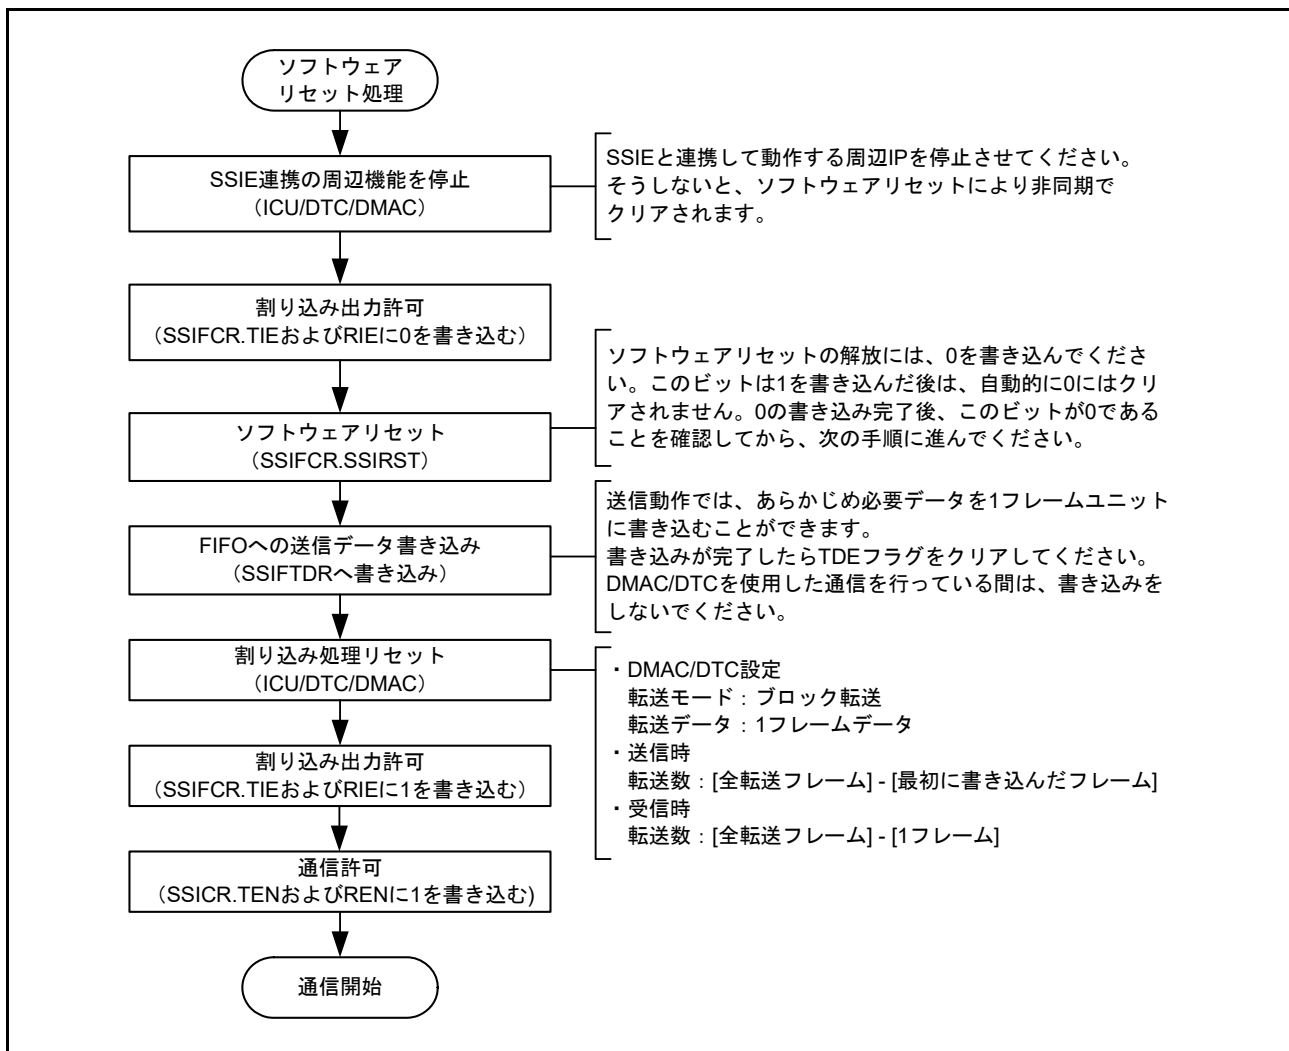 ソフトウェア
リセット処理
SSIE連携の周辺機能を停止
（ICU/DTC/DMAC）
SSIEと連携して動作する周辺IPを停止させてください。
そうしないと、ソフトウェアリセットにより非同期で
クリアされます。
割り込み出力許可
（SSIFCR.TIEおよびRIEに0を書き込む）
ソフトウェアリセット
（SSIFCR.SSIRST）
ソフトウェアリセットの解放には、0を書き込んでくださ
い。このビットは1を書き込んだ後は、自動的に0にはクリ
アされません。0の書き込み完了後、このビットが0である
ことを確認してから、次の手順に進んでください。
FIFOへの送信データ書き込み
（SSIFTDRへ書き込み）
送信動作では、あらかじめ必要データを1フレームユニット
に書き込むことができます。
書き込みが完了したらTDEフラグをクリアしてください。
DMAC/DTCを使用した通信を行っている間は、書き込みを
しないでください。
割り込み処理リセット
（ICU/DTC/DMAC）
・DMAC/DTC設定
転送モード：ブロック転送
転送データ：1フレームデータ
・送信時
転送数：[全転送フレーム] - [最初に書き込んだフレーム]
・受信時
転送数：[全転送フレーム] - [1フレーム]
割り込み出力許可
（SSIFCR.TIEおよびRIEに1を書き込む）
通信許可
（SSICR.TENおよびRENに1を書き込む)
通信開始